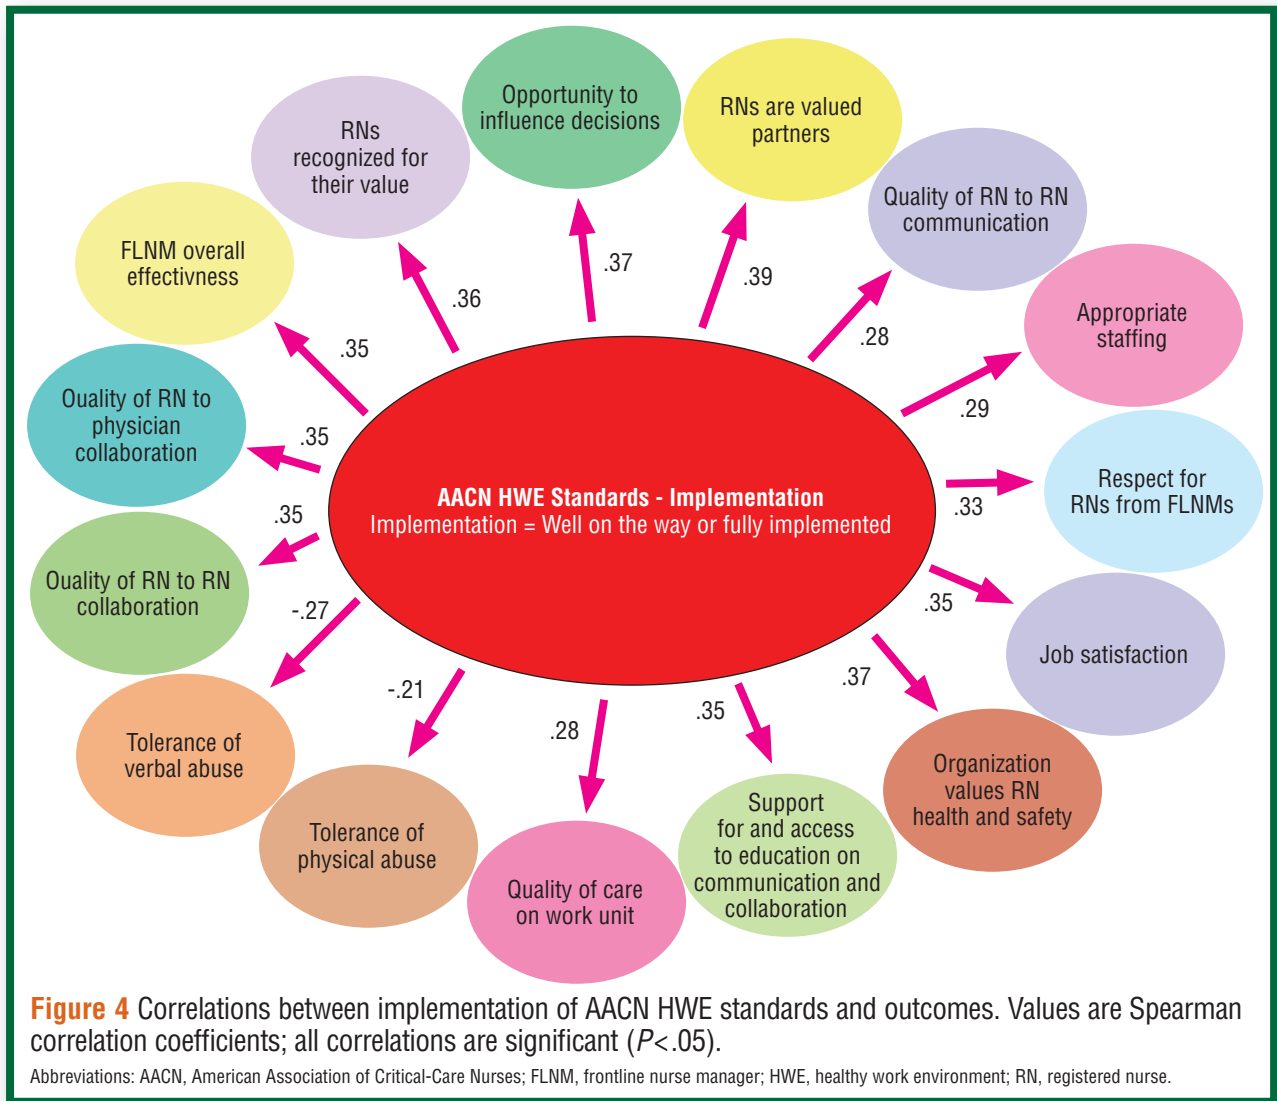 Opportunity to
influence decisions
RNs are valued
partners
RNs
recognized for
their value
Quality of RN to RN
communication
FLNM overall
effectivness
Appropriate
staffing
.37
.39
.36
.28
.35
.29
Quality of RN to
physician
collaboration
.35
Respect for
RNs from FLNMs
.33
AACN HWE Standards - Implementation
Implementation = Well on the way or fully implemented
.35
Quality of RN to RN
collaboration
-.27
.35
Job satisfaction
.37
-.21
.35
.28
Tolerance of
verbal abuse
Organization
values RN
health and safety
Tolerance of
physical abuse
Support
for and access
to education on
communication and
collaboration
Quality of care
on work unit
Figure 4 Correlations between implementation of AACN HWE standards and outcomes. Values are Spearman
correlation coefficients; all correlations are significant (P<.05).
Abbreviations: AACN, American Association of Critical-Care Nurses; FLNM, frontline nurse manager; HWE, healthy work environment; RN, registered nurse.